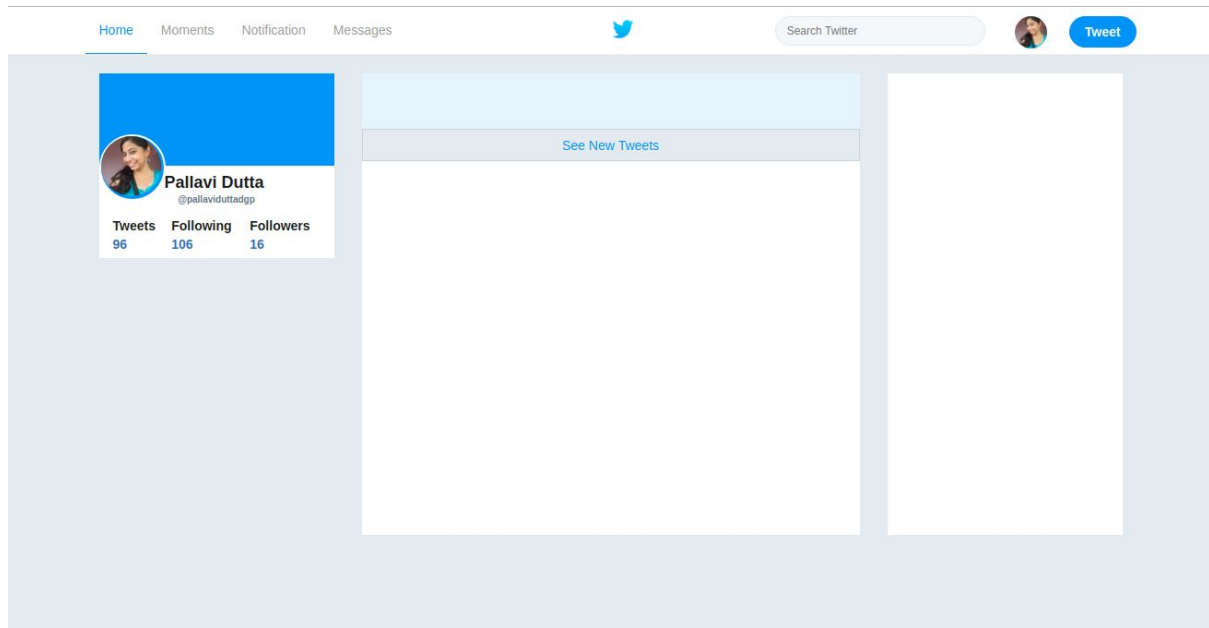 Home Moments Notification Messages Search Twitter Tweet
See New Tweets
Pallavi Dutta
@pallaviduttadgp
Tweets Following Followers
96 106 16